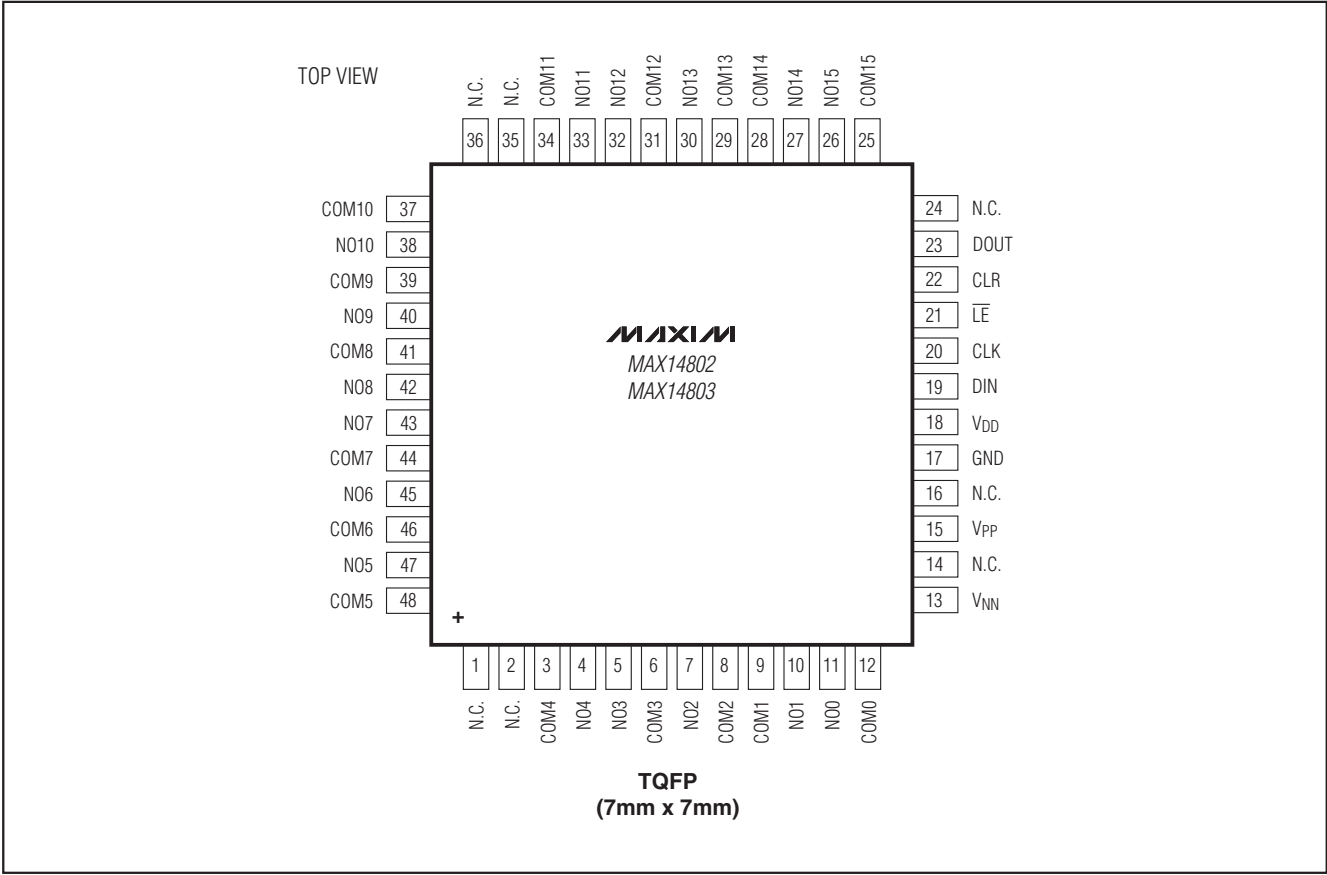 TOP VIEW
N.C. N.C. COM11 NO11 NO12 COM12 NO13 COM13 COM14 NO14 NO15 COM15
36 35 34 33 32 31 30 29 28 27 26 25
COM10 37
NO10 38
COM9 39
NO9 40
COM8 41
NO8 42
NO7 43
COM7 44
NO6 45
COM6 46
NO5 47
COM5 48
MAXIM
MAX14802
MAX14803
+
24 N.C.
23 DOUT
22 CLR
21 L̅E̅
20 CLK
19 DIN
18 VDD
17 GND
16 N.C.
15 VPP
14 N.C.
13 VNN
1 2 3 4 5 6 7 8 9 10 11 12
N.C. N.C. COM4 NO4 NO3 COM3 NO2 COM2 COM1 NO1 NO0 COM0
TQFP
(7mm x 7mm)